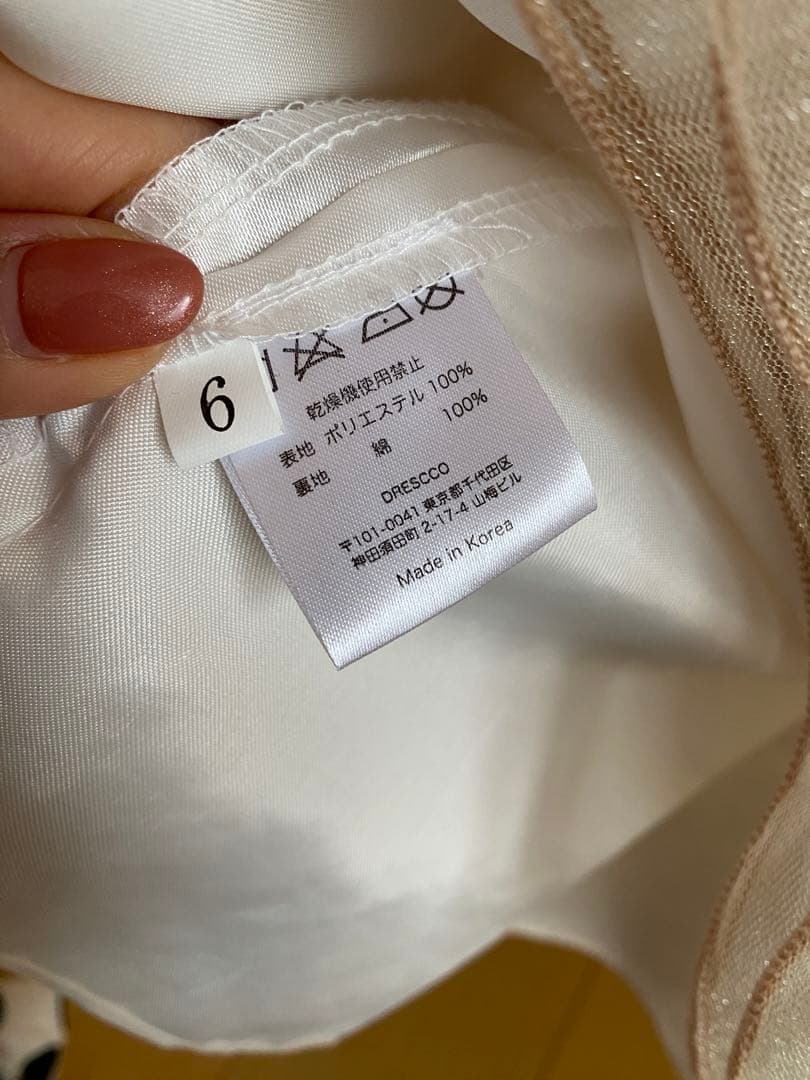 6
乾燥機使用禁止
表地 ポリエステル 100%
裏地 綿 100%
DRESCCO
〒101-0041 東京都千代田区
神田須田町 2-17-4 山梅ビル
Made in Korea